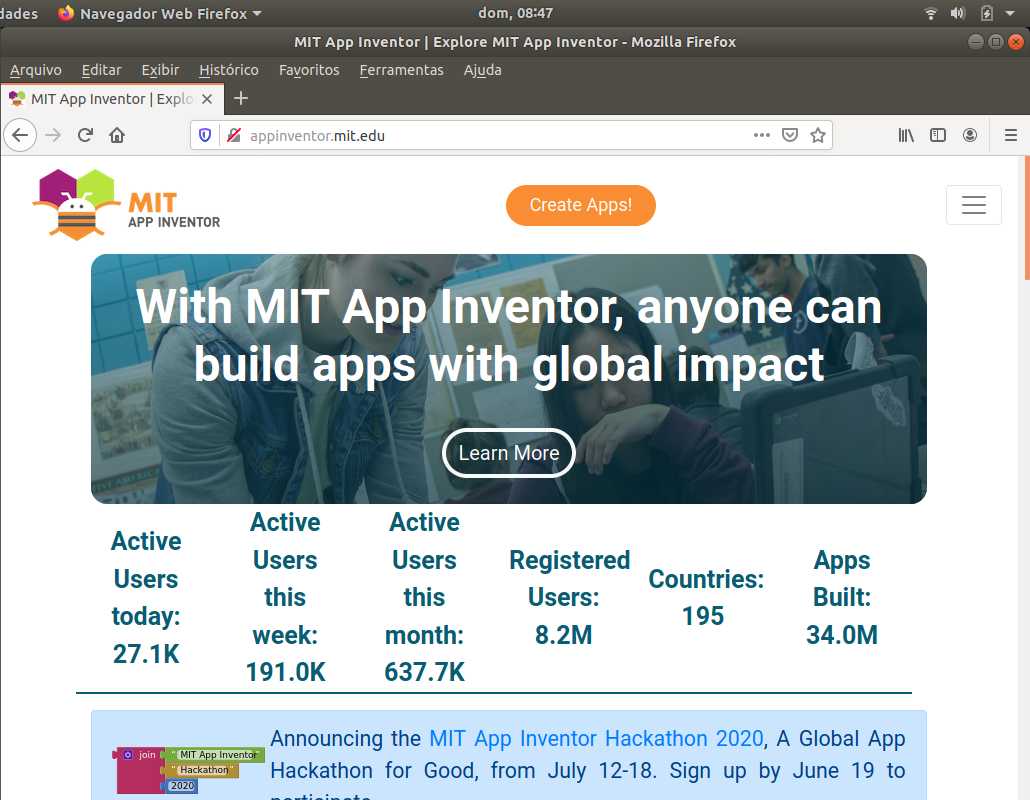 dades Navegador Web Firefox dom, 08:47
MIT App Inventor | Explore MIT App Inventor - Mozilla Firefox
Arquivo Editar Exibir Histórico Favoritos Ferramentas Ajuda
MIT App Inventor | Explo
appinventor.mit.edu
MIT
APP INVENTOR
Create Apps!
With MIT App Inventor, anyone can
build apps with global impact
Learn More
Active
Users
today:
27.1K
Active
Users
this
week:
191.0K
Active
Users
this
month:
637.7K
Registered
Users:
8.2M
Countries:
195
Apps
Built:
34.0M
join " MIT App Inventor "
" Hackathon "
2020
Announcing the MIT App Inventor Hackathon 2020, A Global App
Hackathon for Good, from July 12-18. Sign up by June 19 to
participate